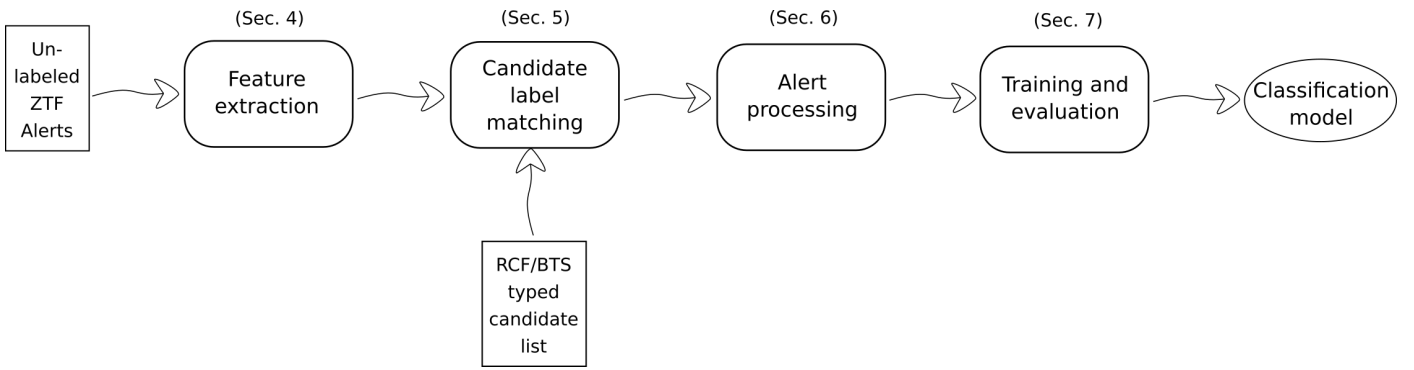 (Sec. 4)
(Sec. 5)
(Sec. 6)
(Sec. 7)
Un-
labeled
ZTF
Alerts
Feature
extraction
Candidate
label
matching
Alert
processing
Training and
evaluation
Classification
model
RCF/BTS
typed
candidate
list